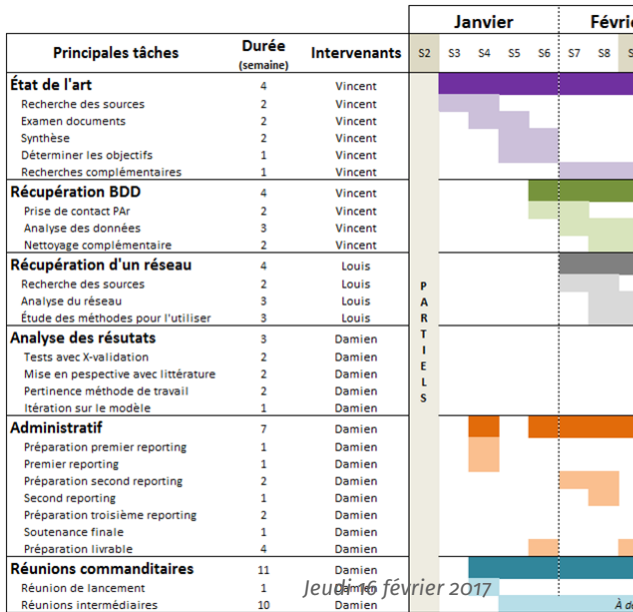 Janvier Févrie
Principales tâches Durée (semaine) Intervenants S2 S3 S4 S5 S6 S7 S8 S
État de l'art 4 Vincent
Recherche des sources 2 Vincent
Examen documents 2 Vincent
Synthèse 2 Vincent
Déterminer les objectifs 1 Vincent
Recherches complémentaires 1 Vincent
Récupération BDD 4 Vincent
Prise de contact PAr 2 Vincent
Analyse des données 3 Vincent
Nettoyage complémentaire 2 Vincent
Récupération d'un réseau 4 Louis
Recherche des sources 2 Louis
Analyse du réseau 3 Louis
Étude des méthodes pour l'utiliser 3 Louis
PARTIELS
Analyse des résutats 3 Damien
Tests avec X-validation 2 Damien
Mise en pespective avec littérature 2 Damien
Pertinence méthode de travail 2 Damien
Itération sur le modèle 1 Damien
Administratif 7 Damien
Préparation premier reporting 1 Damien
Premier reporting 1 Damien
Préparation second reporting 2 Damien
Second reporting 1 Damien
Préparation troisième reporting 2 Damien
Soutenance finale 1 Damien
Préparation livrable 4 Damien
Réunions commanditaires 11 Damien
Réunion de lancement 1 Damien
Jeudi 16 février 2017
Réunions intermédiaires 10 Damien À d